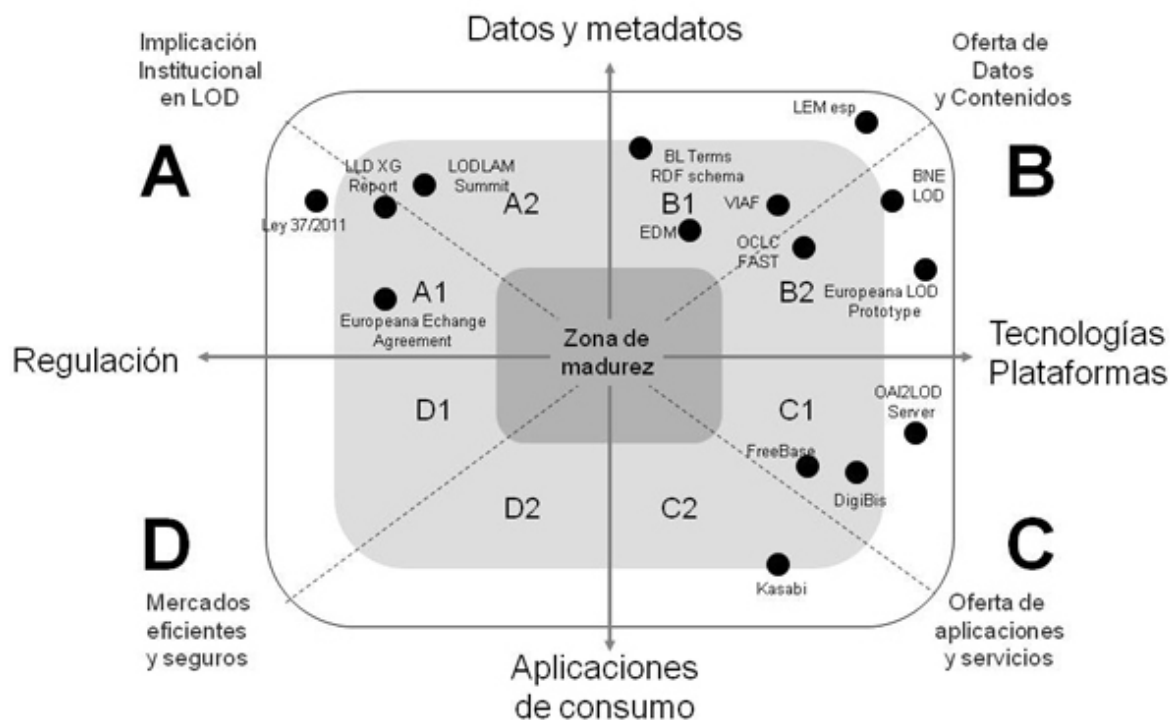 Datos y metadatos
Implicación
Institucional
en LOD
Oferta de
Datos
y Contenidos
A
B
LEM esp
LLD XG
Report
LODLAM
Summit
BL Terms
RDF schema
BNE
LOD
Ley 37/2011
A2
B1
VIAF
EDM
OCLC
FAST
A1
B2
Europeana LOD
Prototype
Europeana Echange
Agreement
Regulación
Zona de
madurez
Tecnologías
Plataformas
OAI2LOD
Server
D1
C1
FreeBase
DigiBis
D2
C2
D
C
Kasabi
Mercados
eficientes
y seguros
Oferta de
aplicaciones
y servicios
Aplicaciones
de consumo